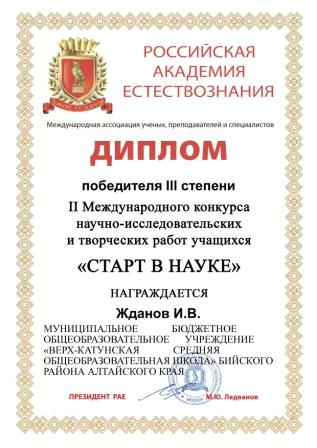 РОССИЙСКАЯ
АКАДЕМИЯ
ЕСТЕСТВОЗНАНИЯ
Международная ассоциация ученых, преподавателей и специалистов
ДИПЛОМ
победителя III степени
II Международного конкурса
научно-исследовательских
и творческих работ учащихся
«СТАРТ В НАУКЕ»
НАГРАЖДАЕТСЯ
Жданов И.В.
МУНИЦИПАЛЬНОЕ БЮДЖЕТНОЕ
ОБЩЕОБРАЗОВАТЕЛЬНОЕ УЧРЕЖДЕНИЕ
«ВЕРХ-КАТУНСКАЯ СРЕДНЯЯ
ОБЩЕОБРАЗОВАТЕЛЬНАЯ ШКОЛА» БИЙСКОГО
РАЙОНА АЛТАЙСКОГО КРАЯ
ПРЕЗИДЕНТ РАЕ М.Ю. Ледванов